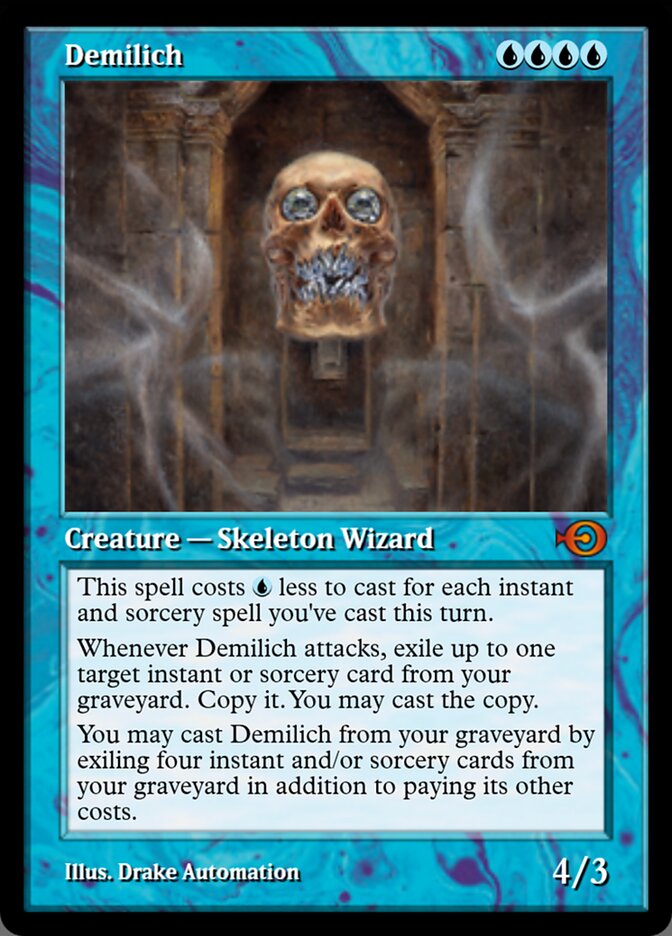 Demilich
Creature — Skeleton Wizard
This spell costs less to cast for each instant
and sorcery spell you've cast this turn.
Whenever Demilich attacks, exile up to one
target instant or sorcery card from your
graveyard. Copy it. You may cast the copy.
You may cast Demilich from your graveyard by
exiling four instant and/or sorcery cards from
your graveyard in addition to paying its other
costs.
Illus. Drake Automation
4/3